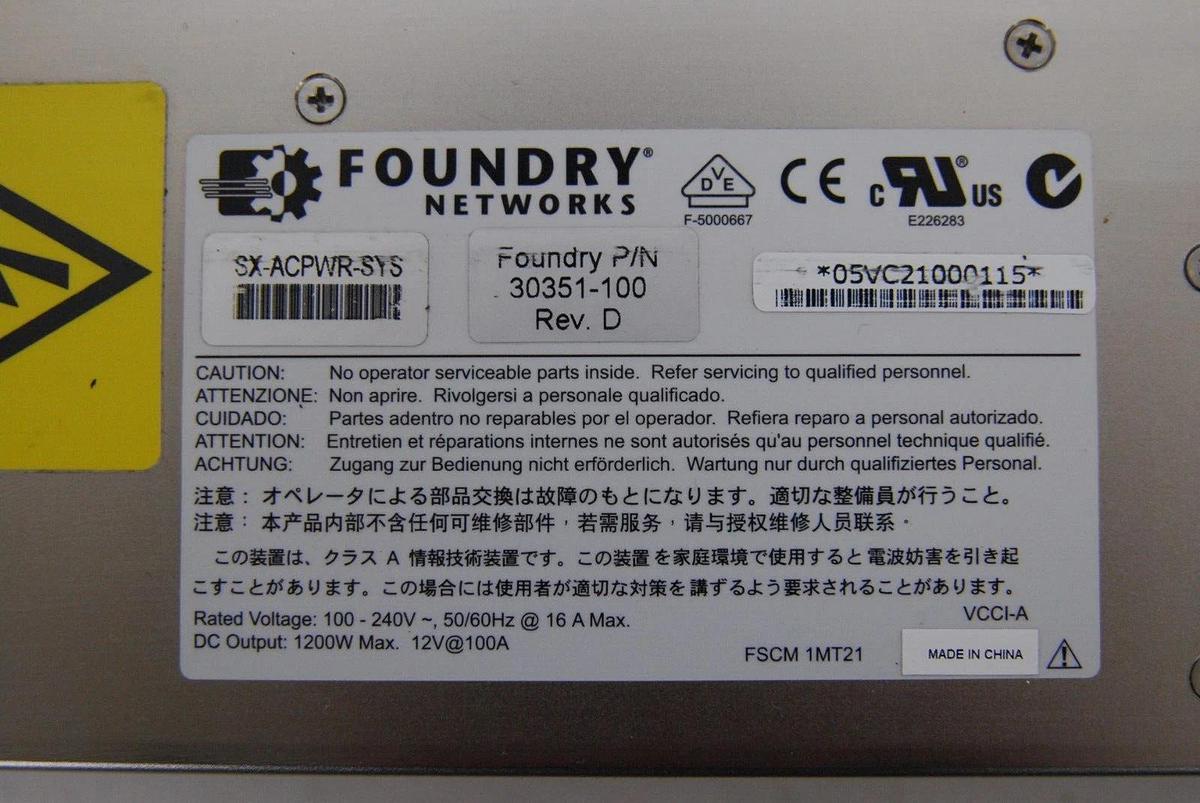 FOUNDRY®
NETWORKS
DVE
F-5000667
CE
c RU® US
E226283
SX-ACPWR-SYS
Foundry P/N
30351-100
Rev. D
*05VC21000115*
CAUTION: No operator serviceable parts inside. Refer servicing to qualified personnel.
ATTENZIONE: Non aprire. Rivolgersi a personale qualificado.
CUIDADO: Partes adentro no reparables por el operador. Refiera reparo a personal autorizado.
ATTENTION: Entretien et réparations internes ne sont autorisés qu'au personnel technique qualifié.
ACHTUNG: Zugang zur Bedienung nicht erförderlich. Wartung nur durch qualifiziertes Personal.
注意： オペレータによる部品交換は故障のもとになります。適切な整備員が行うこと。
注意： 本产品内部不含任何可维修部件，若需服务，请与授权维修人员联系。
この装置は、クラス A 情報技術装置です。この装置を家庭環境で使用すると電波妨害を引き起
こすことがあります。この場合には使用者が適切な対策を講ずるよう要求されることがあります。
VCCI-A
Rated Voltage: 100 - 240V ~, 50/60Hz @ 16 A Max.
DC Output: 1200W Max. 12V@100A
FSCM 1MT21
MADE IN CHINA